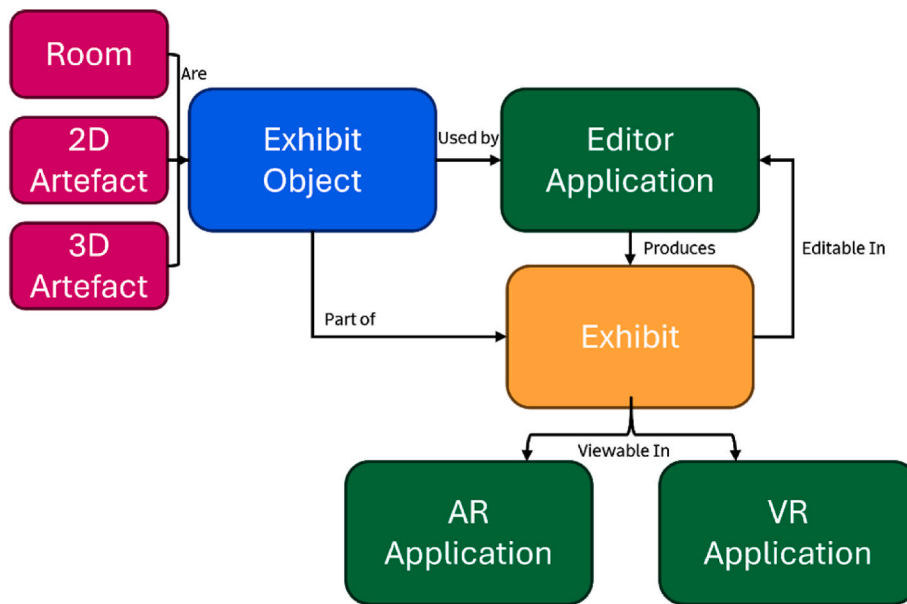 Room
Are
2D
Artefact
3D
Artefact
Exhibit
Object
Used by
Editor
Application
Produces
Editable In
Part of
Exhibit
Viewable In
AR
Application
VR
Application